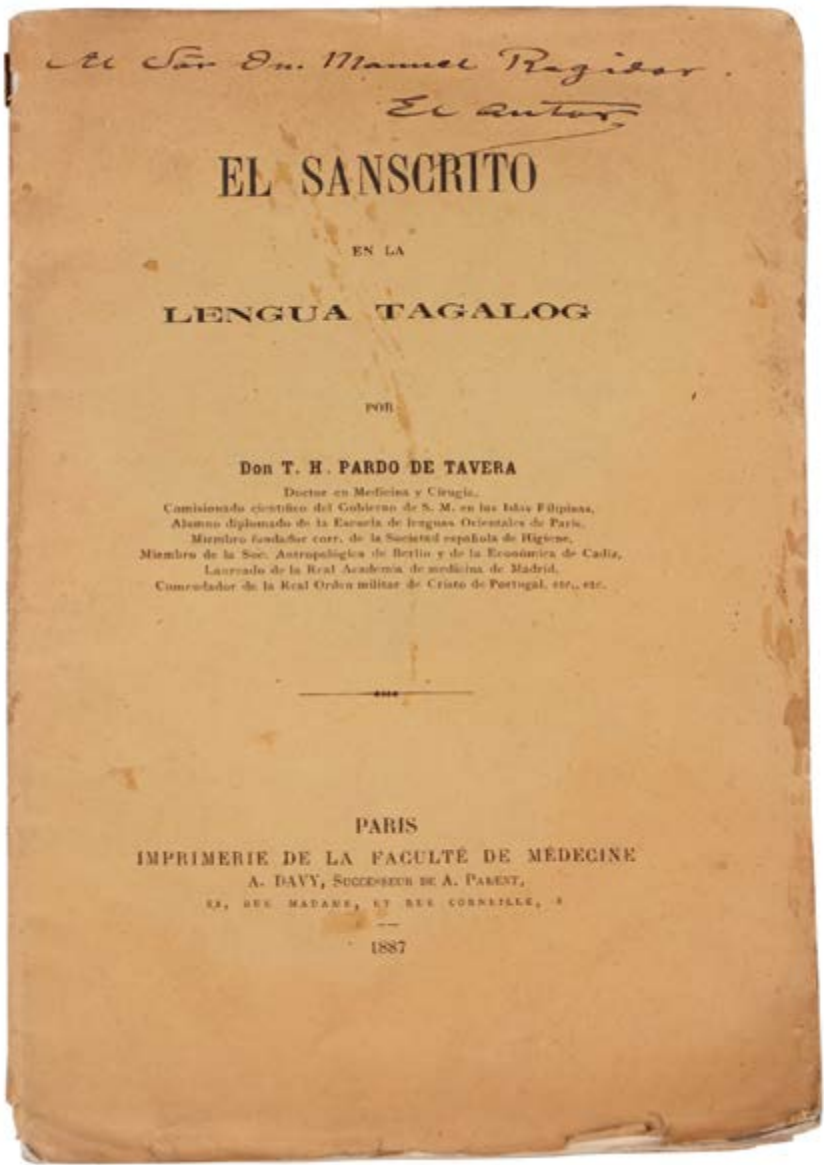 Al Sōr Dn. Manuel Regidor.
El autor
EL SANSCRITO
EN LA
LENGUA TAGALOG
POR
Don T. H. PARDO DE TAVERA
Doctor en Medicina y Cirugía,
Comisionado científico del Gobierno de S. M. en las Islas Filipinas,
Alumno diplomado de la Escuela de lenguas Orientales de Paris,
Miembro fundador corr. de la Sociedad española de Higiene,
Miembro de la Soc. Antropológica de Berlin y de la Económica de Cadiz,
Laureado de la Real Academia de medicina de Madrid,
Comendador de la Real Orden militar de Cristo de Portugal, etc., etc.
PARIS
IMPRIMERIE DE LA FACULTÉ DE MÉDECINE
A. DAVY, SUCCESSEUR DE A. PARENT,
RUE MADAME, ET RUE CORNEILLE,
1887